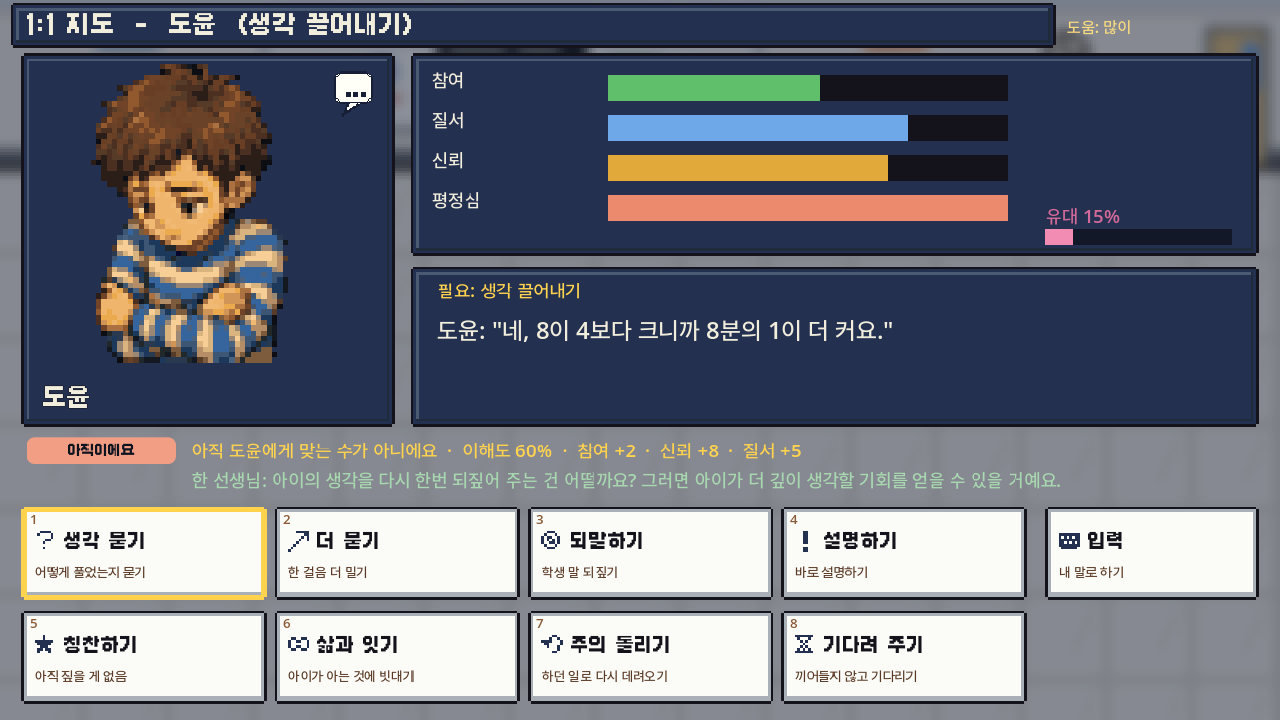 1:1 지도 - 도윤 (생각 끌어내기)
도움: 많이
...
도윤
참여
질서
신뢰
평정심
유대 15%
필요: 생각 끌어내기
도윤: "네, 8이 4보다 크니까 8분의 1이 더 커요."
아직이에요
아직 도윤에게 맞는 수가 아니에요 · 이해도 60% · 참여 +2 · 신뢰 +8 · 질서 +5
한 선생님: 아이의 생각을 다시 한번 되짚어 주는 건 어떨까요? 그러면 아이가 더 깊이 생각할 기회를 얻을 수 있을 거예요.
1
? 생각 묻기
어떻게 풀었는지 묻기
2
더 묻기
한 걸음 더 밀기
3
되말하기
학생 말 되짚기
4
! 설명하기
바로 설명하기
입력
내 말로 하기
5
칭찬하기
아직 짚을 게 없음
6
삶과 잇기
아이가 아는 것에 빗대기
7
주의 돌리기
하던 일로 다시 데려오기
8
기다려 주기
끼어들지 않고 기다리기